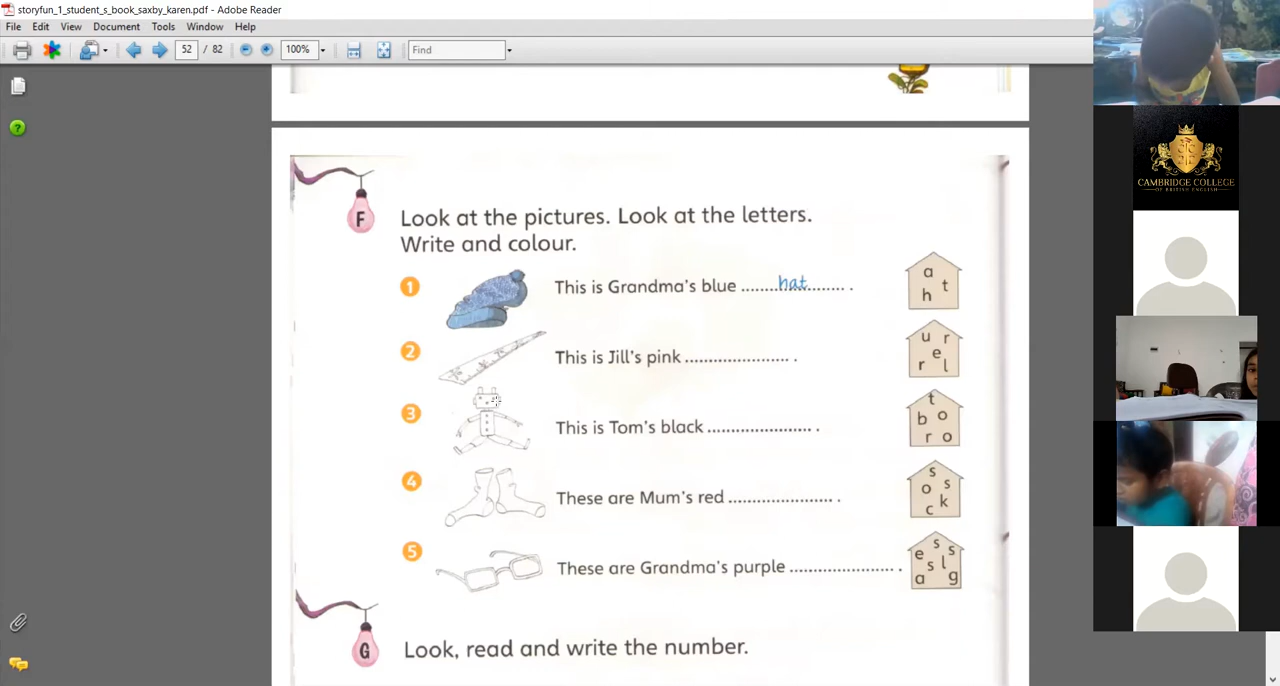 storyfun_1_student_s_book_saxby_karen.pdf - Adobe Reader
File Edit View Document Tools Window Help
52 / 82 100% Find
CAMBRIDGE COLLEGE
OF BRITISH ENGLISH
F
Look at the pictures. Look at the letters.
Write and colour.
1 This is Grandma's blue ........hat........ .
a t h
2 This is Jill's pink ..................... .
u r e r l
3 This is Tom's black ..................... .
t b o r o
4 These are Mum's red ..................... .
s o s k c
5 These are Grandma's purple ..................... .
e s s s l a g
G
Look, read and write the number.